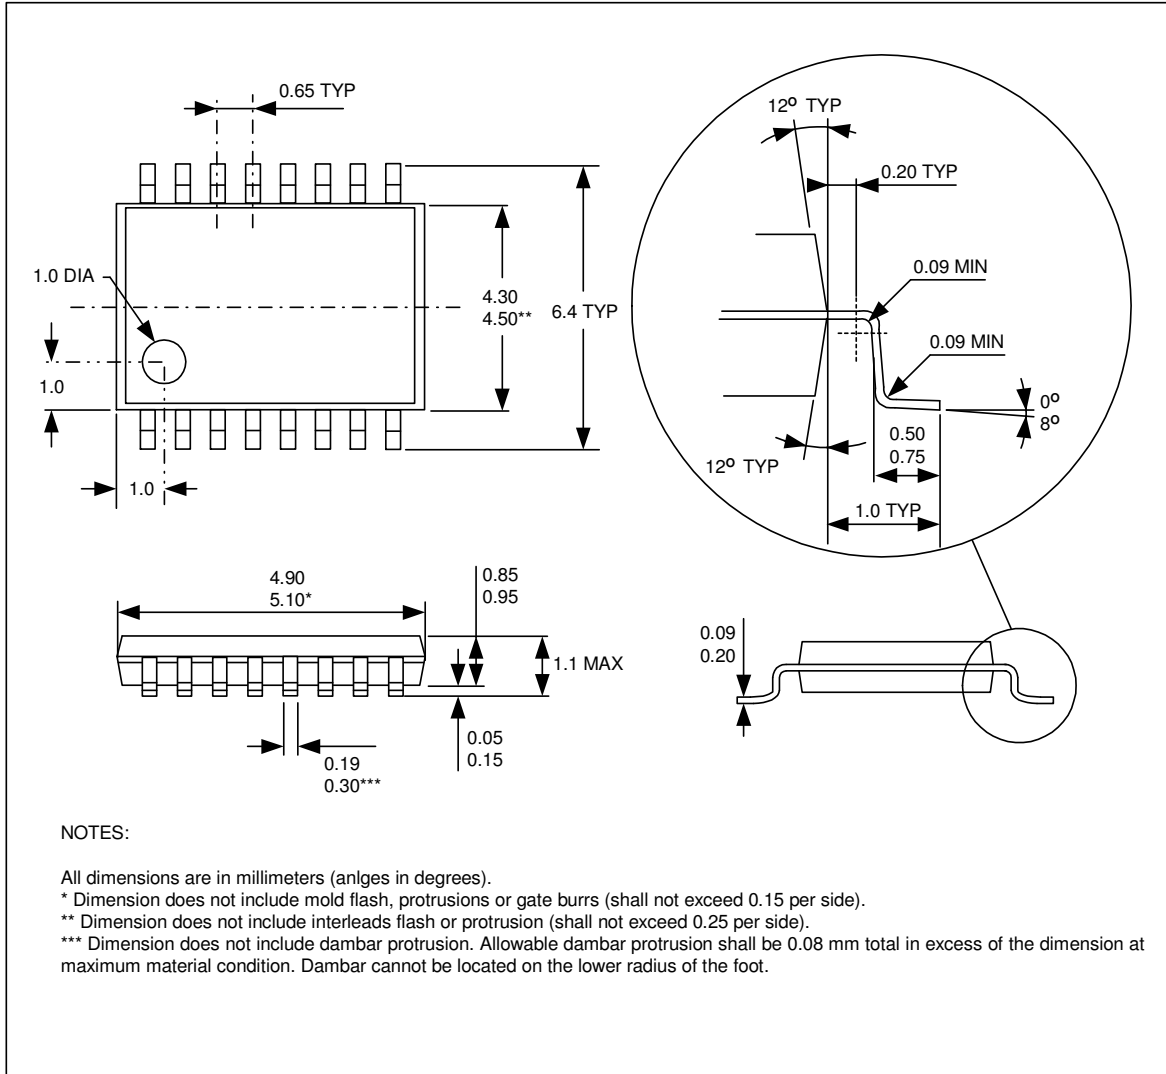 0.65 TYP
1.0 DIA
4.30
4.50**
6.4 TYP
1.0
1.0
12º TYP
0.20 TYP
0.09 MIN
0.09 MIN
0º
8º
0.50
0.75
12º TYP
1.0 TYP
4.90
5.10*
0.85
0.95
1.1 MAX
0.05
0.15
0.19
0.30***
0.09
0.20
NOTES:
All dimensions are in millimeters (anlges in degrees).
* Dimension does not include mold flash, protrusions or gate burrs (shall not exceed 0.15 per side).
** Dimension does not include interleads flash or protrusion (shall not exceed 0.25 per side).
*** Dimension does not include dambar protrusion. Allowable dambar protrusion shall be 0.08 mm total in excess of the dimension at
maximum material condition. Dambar cannot be located on the lower radius of the foot.